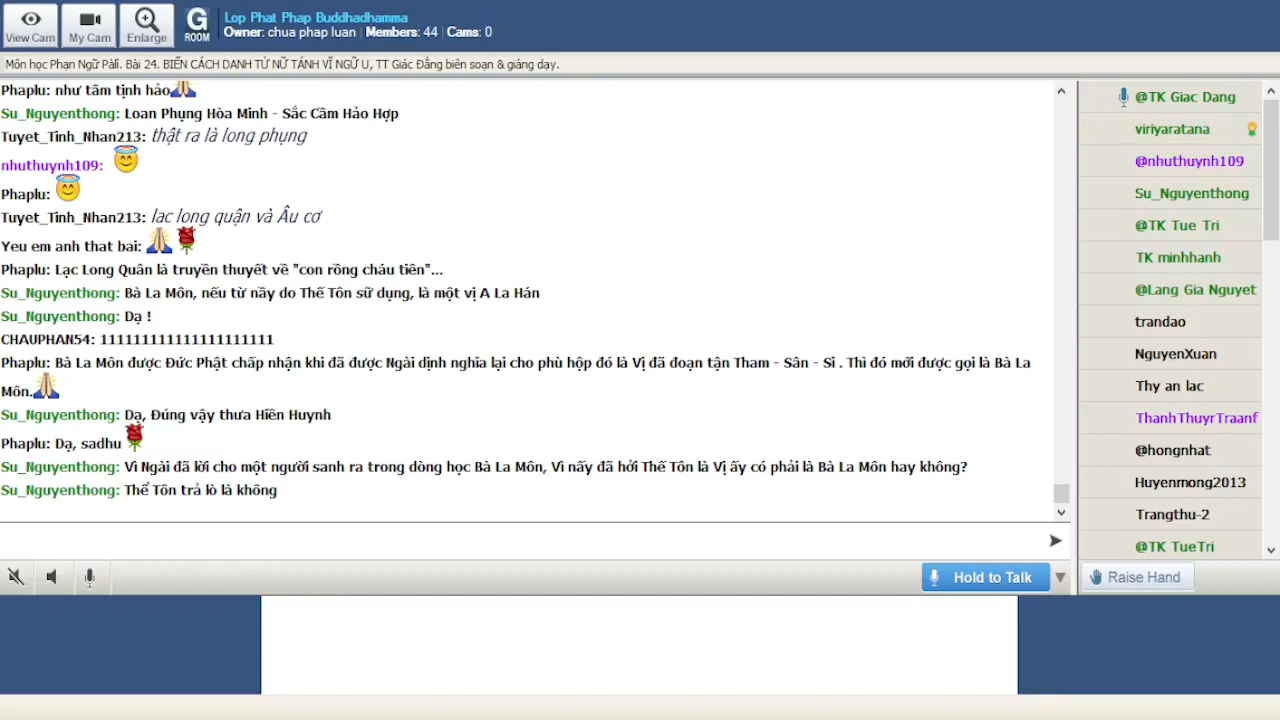 View Cam
My Cam
Enlarge
G
ROOM
Lop Phat Phap Buddhadhamma
Owner: chua phap luan | Members: 44 | Cams: 0
Môn học Phạn Ngữ Pāli. Bài 24. BIẾN CÁCH DANH TỪ NỮ TÁNH VĨ NGỮ U, TT Giác Đẳng biên soạn & giảng dạy.
Phaplu: như tâm tịnh hảo
Su_Nguyenthong: Loan Phụng Hòa Minh - Sắc Cầm Hảo Hợp
Tuyet_Tinh_Nhan213: thật ra là long phụng
nhuthuynh109:
Phaplu:
Tuyet_Tinh_Nhan213: lac long quận và Âu cơ
Yeu em anh that bai:
Phaplu: Lạc Long Quân là truyền thuyết về "con rồng cháu tiên"...
Su_Nguyenthong: Bà La Môn, nếu từ nầy do Thế Tôn sữ dụng, là một vị A La Hán
Su_Nguyenthong: Dạ !
CHAUPHAN54: 111111111111111111111
Phaplu: Bà La Môn được Đức Phật chấp nhận khi đã được Ngài dịnh nghĩa lại cho phù hộp đó là Vị đã đoạn tận Tham - Sân - Si . Thì đó mới được gọi là Bà La
Môn.
Su_Nguyenthong: Dạ, Đúng vậy thưa Hiền Huynh
Phaplu: Dạ, sadhu
Su_Nguyenthong: Vì Ngài đã lời cho một người sanh ra trong dòng học Bà La Môn, Vì nấy đã hởi Thế Tôn là Vị ấy có phải là Bà La Môn hay không?
Su_Nguyenthong: Thể Tôn trả lò là không
@TK Giac Dang
viriyaratana
@nhuthuynh109
Su_Nguyenthong
@TK Tue Tri
TK minhhanh
@Lang Gia Nguyet
trandao
NguyenXuan
Thy an lac
ThanhThuyrTraanf
@hongnhat
Huyenmong2013
Trangthu-2
@TK TueTri
Hold to Talk
Raise Hand